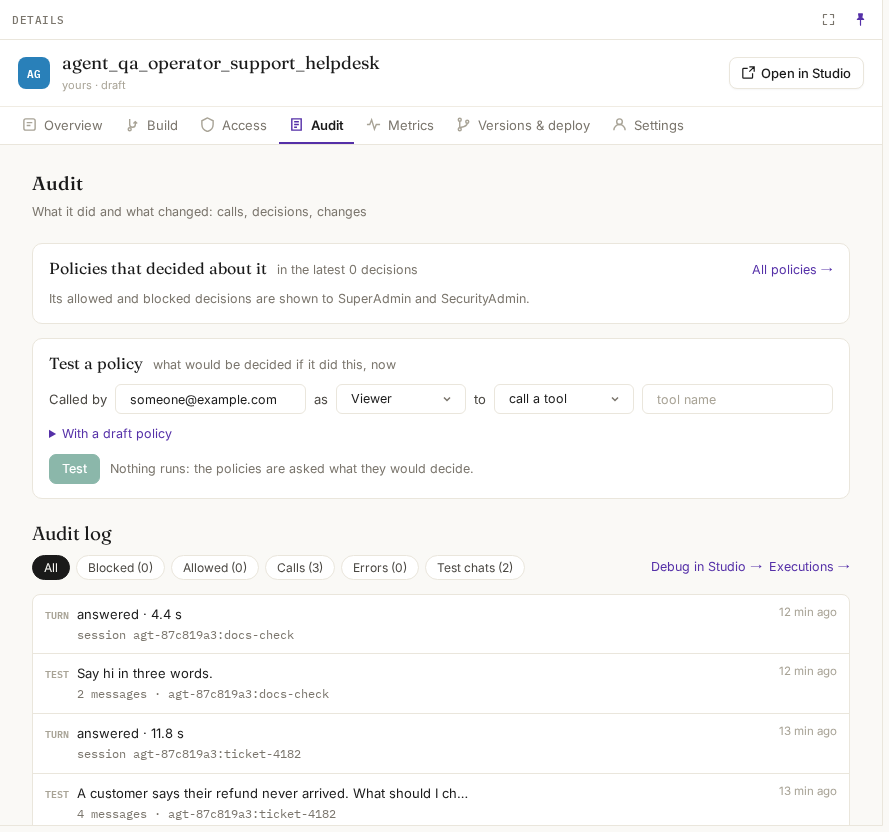 DETAILS
AG
agent_qa_operator_support_helpdesk
yours · draft
Open in Studio
Overview
Build
Access
Audit
Metrics
Versions & deploy
Settings
Audit
What it did and what changed: calls, decisions, changes
Policies that decided about it in the latest 0 decisions
All policies →
Its allowed and blocked decisions are shown to SuperAdmin and SecurityAdmin.
Test a policy what would be decided if it did this, now
Called by someone@example.com as Viewer to call a tool tool name
▶ With a draft policy
Test Nothing runs: the policies are asked what they would decide.
Audit log
All Blocked (0) Allowed (0) Calls (3) Errors (0) Test chats (2)
Debug in Studio → Executions →
TURN answered · 4.4 s 12 min ago
session agt-87c819a3:docs-check
TEST Say hi in three words. 12 min ago
2 messages · agt-87c819a3:docs-check
TURN answered · 11.8 s 13 min ago
session agt-87c819a3:ticket-4182
TEST A customer says their refund never arrived. What should I ch... 13 min ago
4 messages · agt-87c819a3:ticket-4182